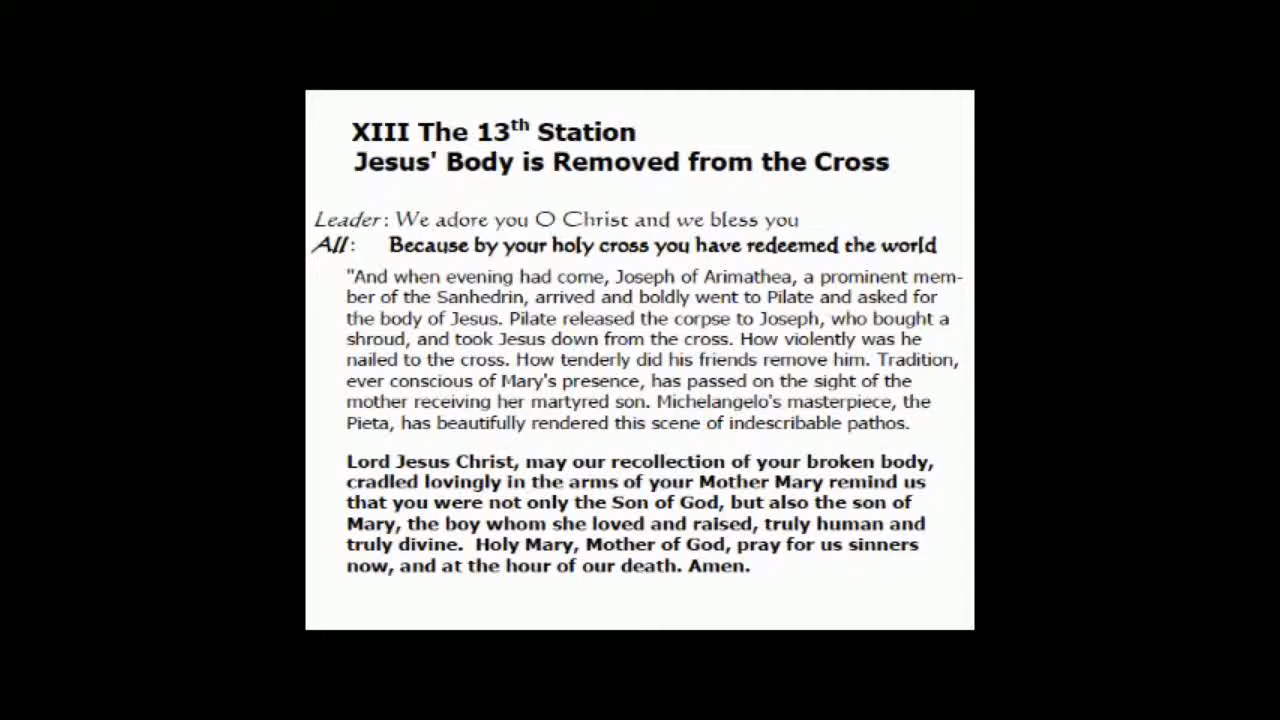 XIII The 13th Station
Jesus' Body is Removed from the Cross
Leader: We adore you O Christ and we bless you
All: Because by your holy cross you have redeemed the world
"And when evening had come, Joseph of Arimathea, a prominent mem-
ber of the Sanhedrin, arrived and boldly went to Pilate and asked for
the body of Jesus. Pilate released the corpse to Joseph, who bought a
shroud, and took Jesus down from the cross. How violently was he
nailed to the cross. How tenderly did his friends remove him. Tradition,
ever conscious of Mary's presence, has passed on the sight of the
mother receiving her martyred son. Michelangelo's masterpiece, the
Pieta, has beautifully rendered this scene of indescribable pathos.
Lord Jesus Christ, may our recollection of your broken body,
cradled lovingly in the arms of your Mother Mary remind us
that you were not only the Son of God, but also the son of
Mary, the boy whom she loved and raised, truly human and
truly divine. Holy Mary, Mother of God, pray for us sinners
now, and at the hour of our death. Amen.